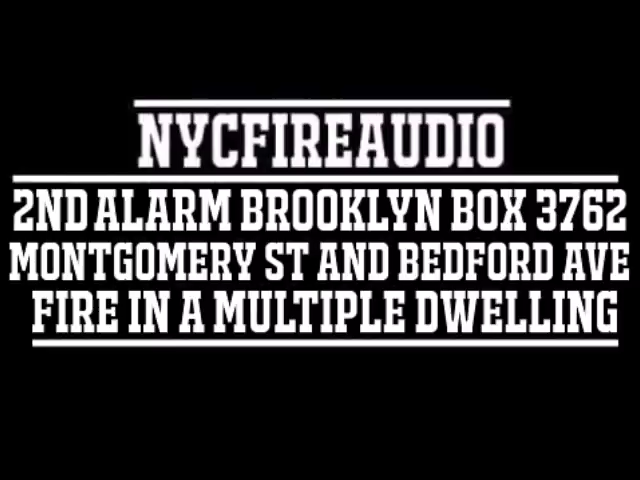 NYCFIREAUDIO
2ND ALARM BROOKLYN BOX 3762
MONTGOMERY ST AND BEDFORD AVE
FIRE IN A MULTIPLE DWELLING